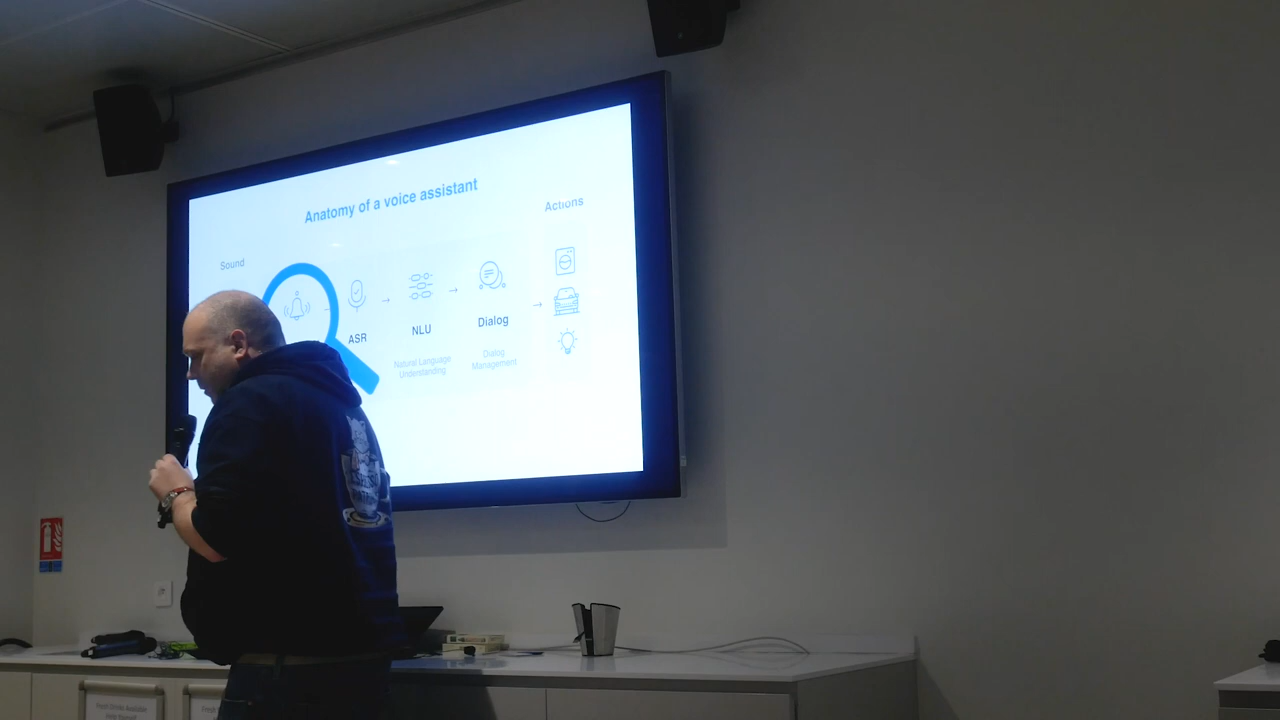 Anatomy of a voice assistant
Actions
Sound
ASR
NLU
Dialog
Natural Language
Understanding
Dialog
Management